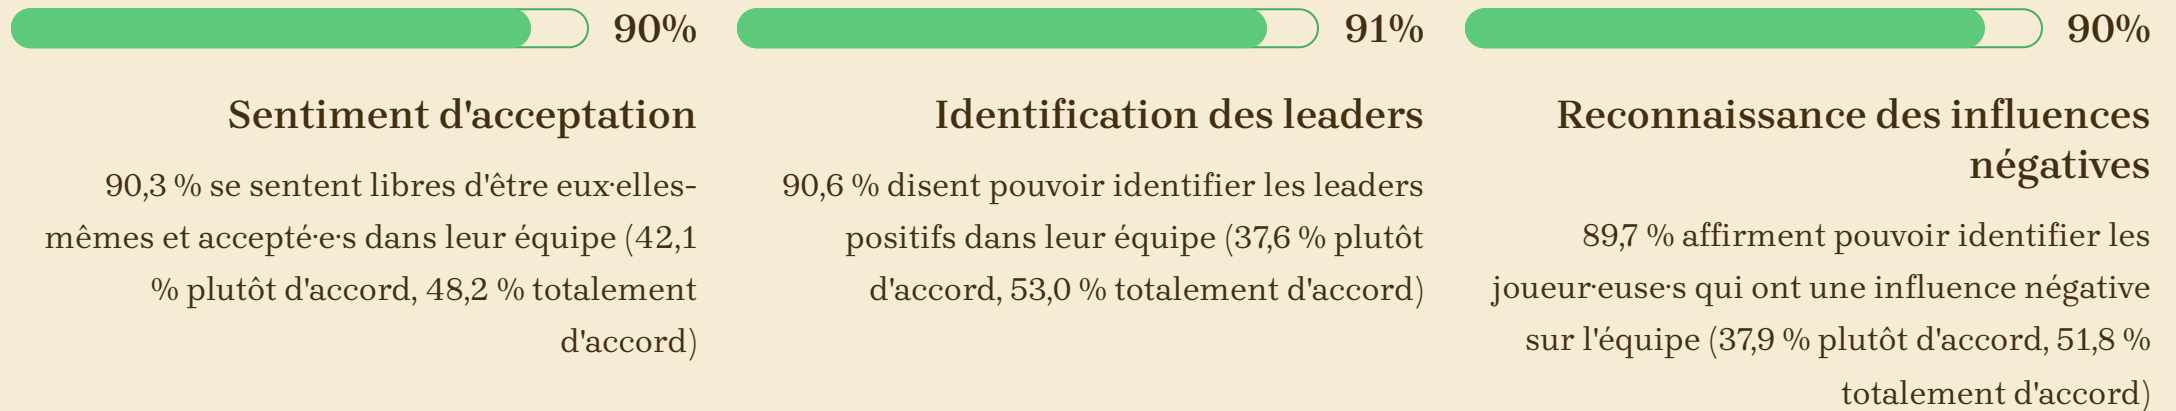 90%
Sentiment d'acceptation
90,3 % se sentent libres d'être eux·elles-
mêmes et accepté·e·s dans leur équipe (42,1
% plutôt d'accord, 48,2 % totalement
d'accord)
91%
Identification des leaders
90,6 % disent pouvoir identifier les leaders
positifs dans leur équipe (37,6 % plutôt
d'accord, 53,0 % totalement d'accord)
90%
Reconnaissance des influences
négatives
89,7 % affirment pouvoir identifier les
joueur·euse·s qui ont une influence négative
sur l'équipe (37,9 % plutôt d'accord, 51,8 %
totalement d'accord)